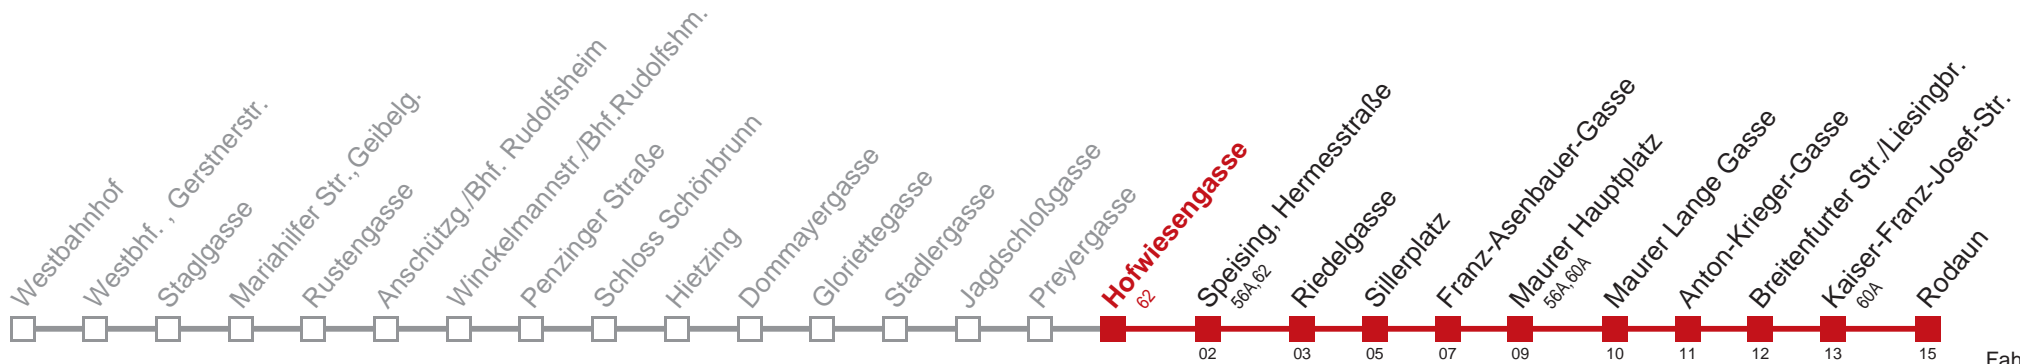 Westbahnhof
Westbhf. , Gerstnerstr.
Staglgasse
Mariahilfer Str.,Geibelg.
Rustengasse
Anschützg./Bhf. Rudolfsheim
Winckelmannstr./Bhf.Rudolfshm.
Penzinger Straße
Schloss Schönbrunn
Hietzing
Dommayergasse
Gloriettegasse
Stadlergasse
Jagdschloßgasse
Preyergasse
Hofwiesengasse
62
Speising, Hermesstraße
56A,62
Riedelgasse
Sillerplatz
Franz-Asenbauer-Gasse
Maurer Hauptplatz
56A,60A
Maurer Lange Gasse
Anton-Krieger-Gasse
Breitenfurter Str./Liesingbr.
Kaiser-Franz-Josef-Str.
60A
Rodaun
02 03 05 07 09 10 11 12 13 15
Fah